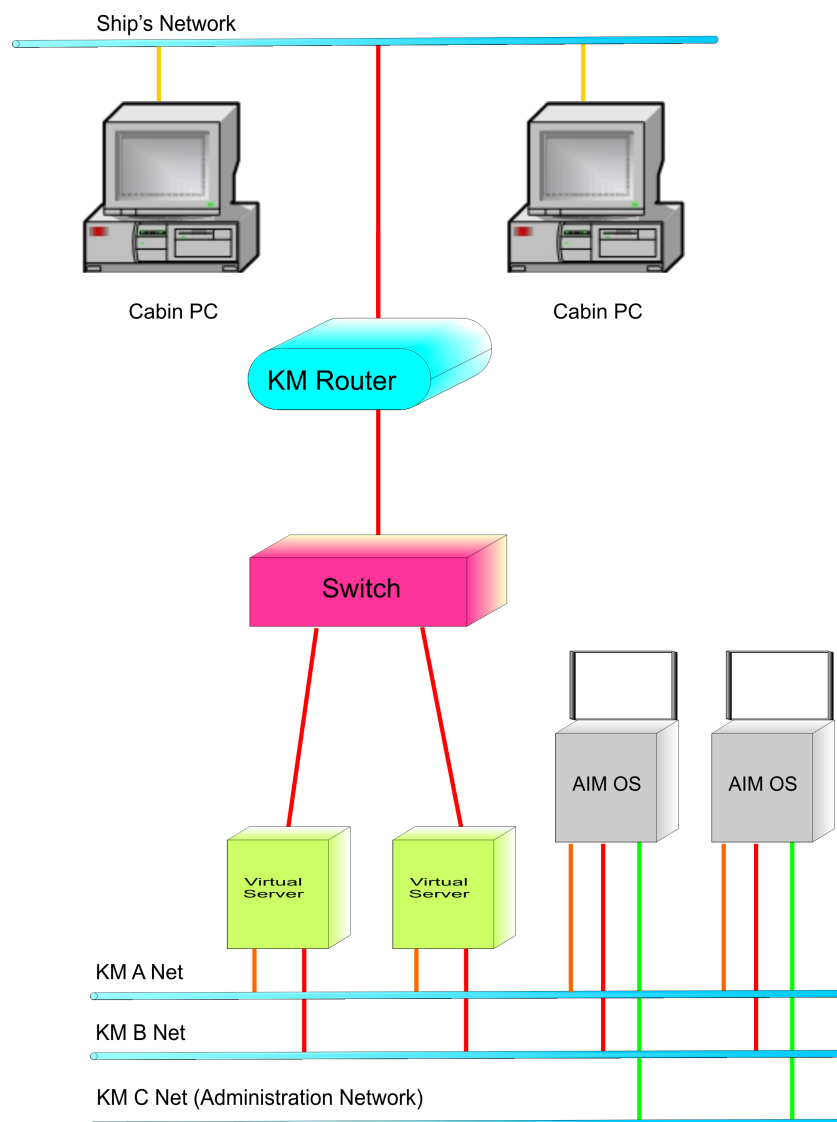 Ship's Network
Cabin PC
Cabin PC
KM Router
Switch
AIM OS
AIM OS
Virtual
Server
Virtual
Server
KM A Net
KM B Net
KM C Net (Administration Network)